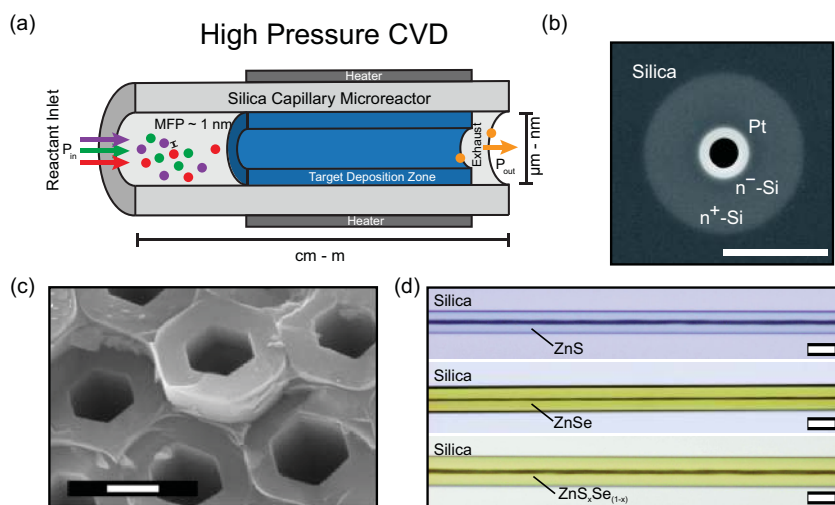 (a)
High Pressure CVD
Heater
Silica Capillary Microreactor
Reactant Inlet
P_in
MFP ~ 1 nm
Exhaust
P_out
µm - nm
Target Deposition Zone
Heater
cm - m
(b)
Silica
Pt
n⁻-Si
n⁺-Si
(c)
(d)
Silica
ZnS
Silica
ZnSe
Silica
ZnSₓSe₍₁₋ₓ₎